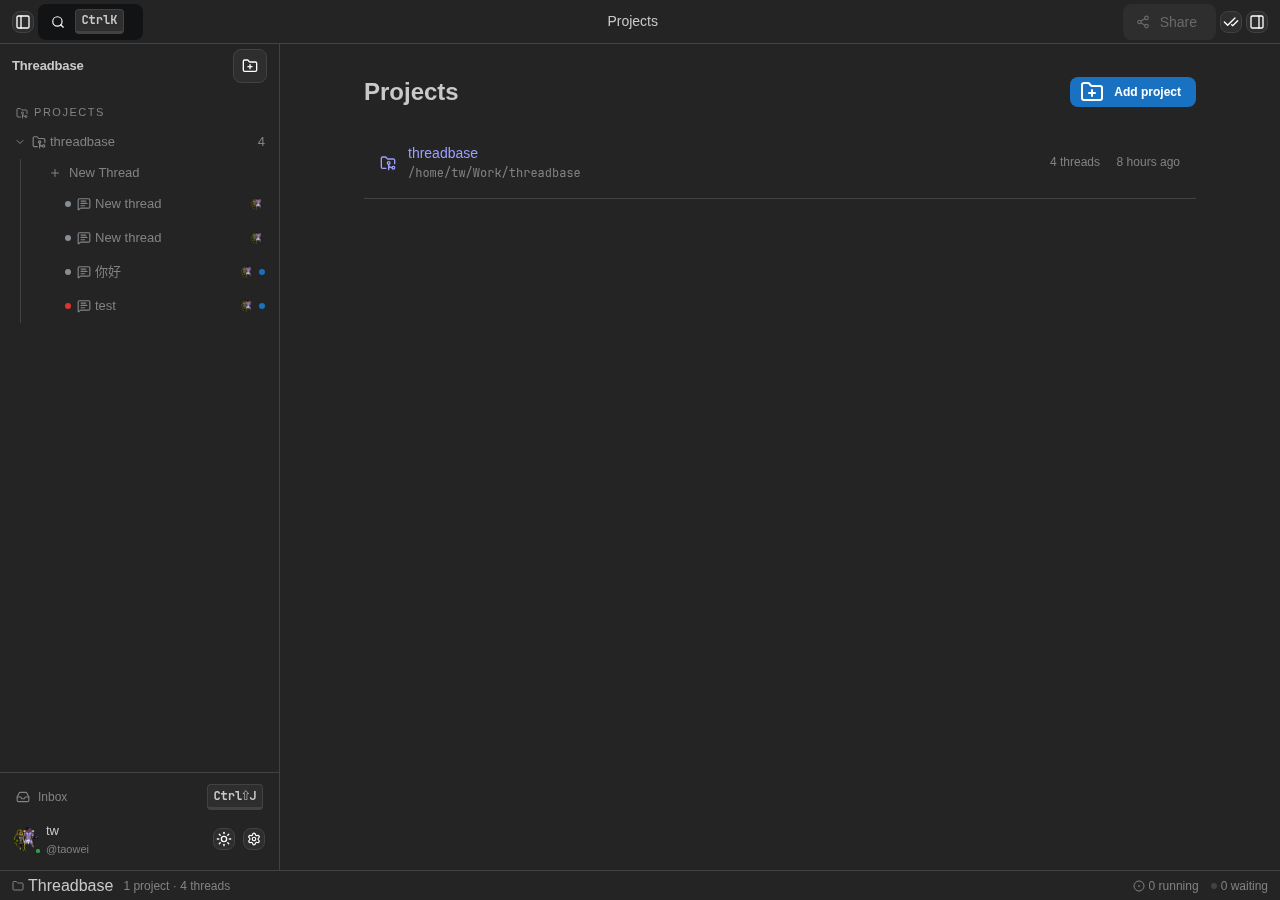 CtrlK
Projects
Share
Threadbase
PROJECTS
threadbase 4
New Thread
New thread
New thread
你好
test
Projects
Add project
threadbase
/home/tw/Work/threadbase
4 threads 8 hours ago
Inbox
Ctrl⇧J
tw
@taowei
Threadbase 1 project · 4 threads
0 running 0 waiting